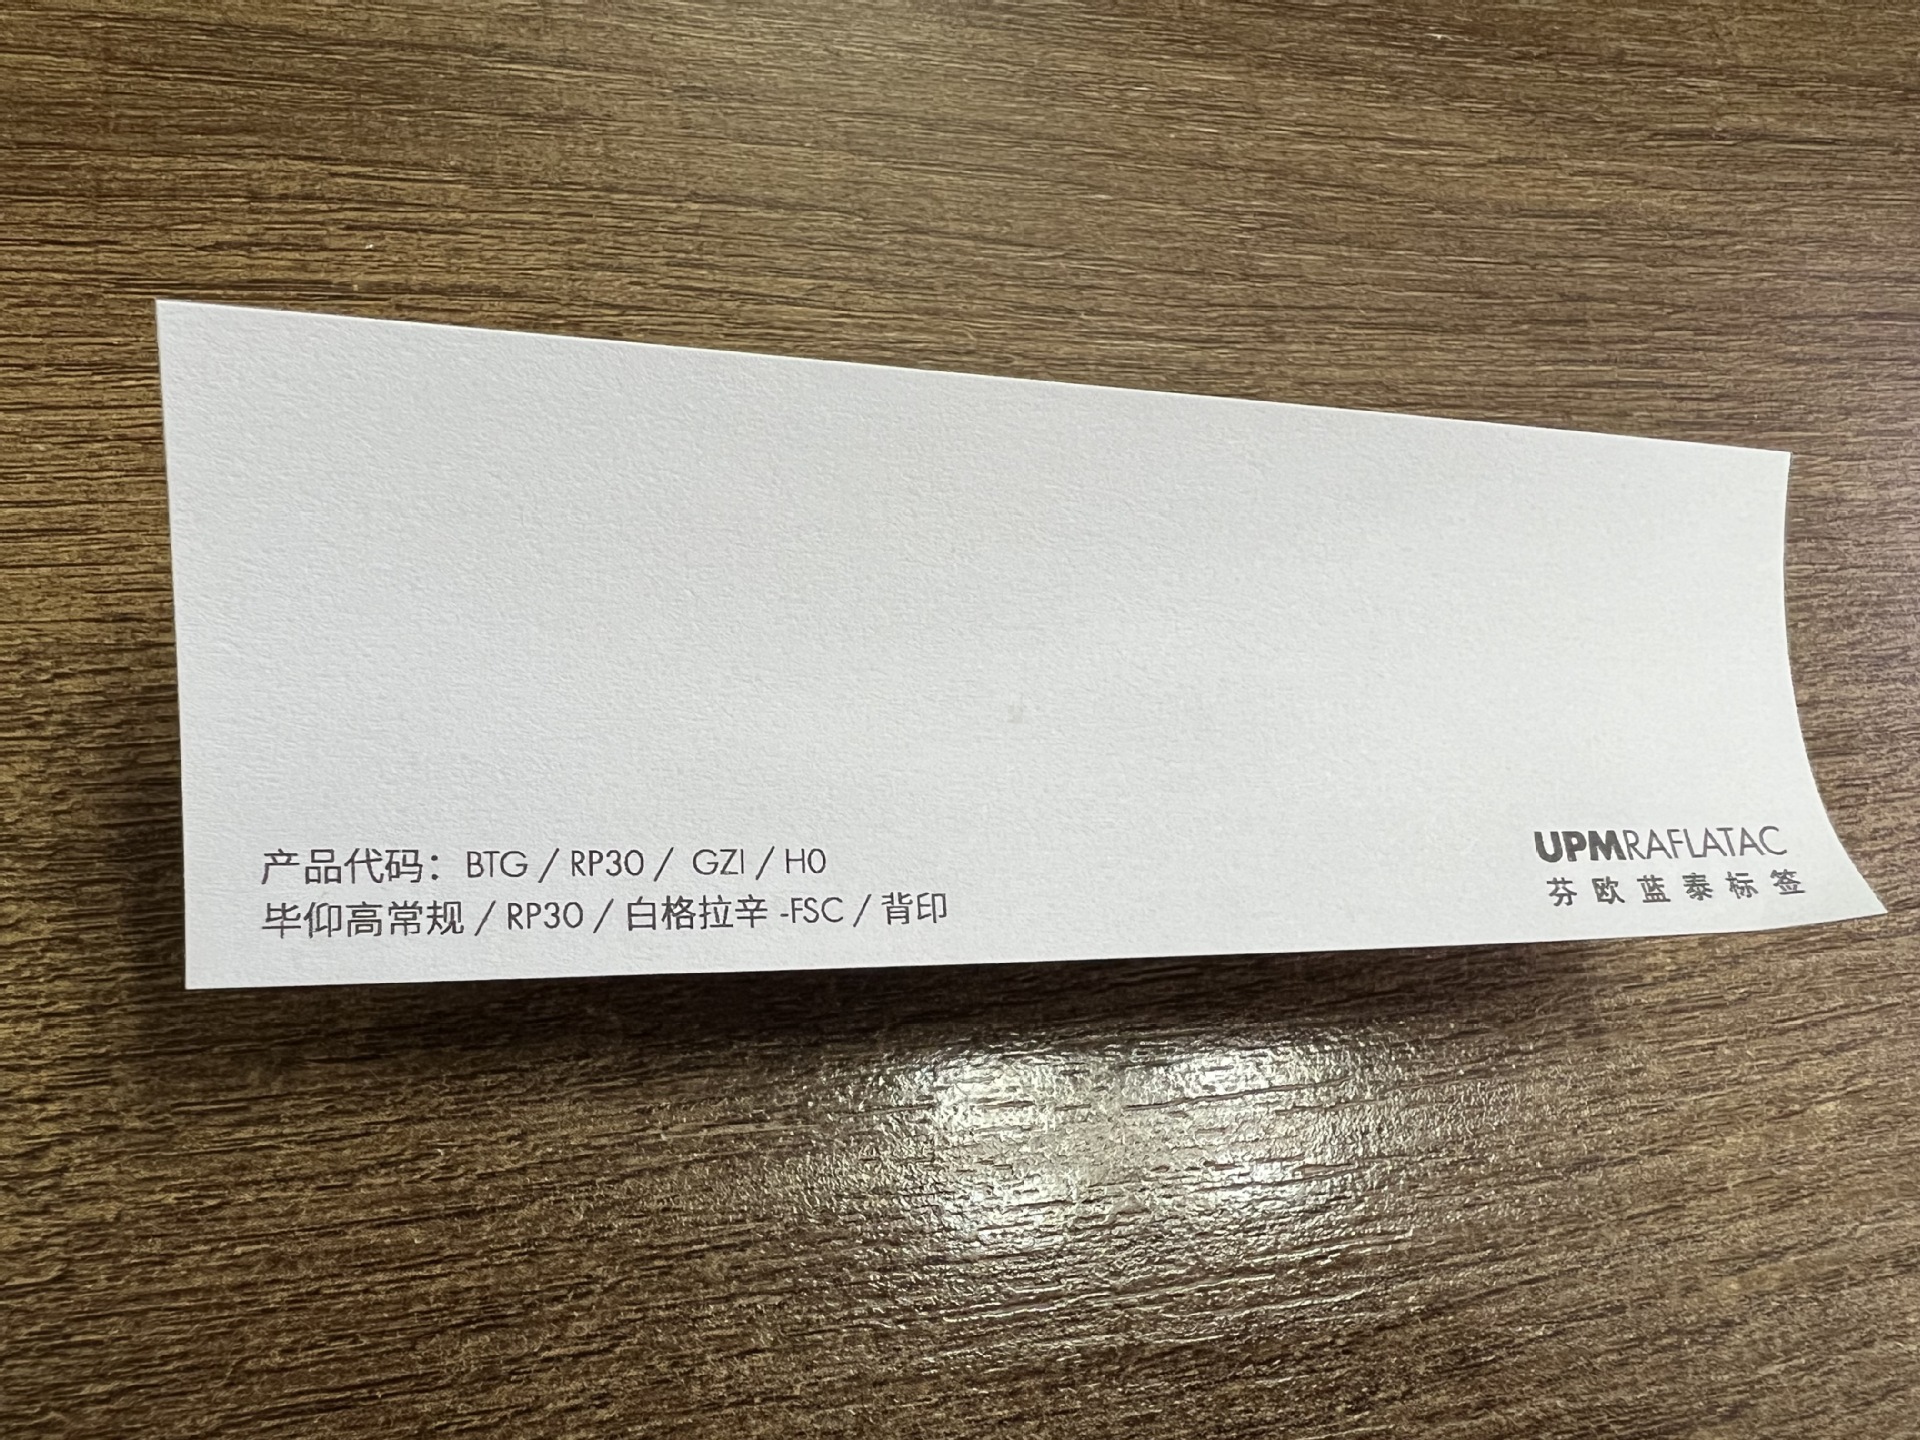 产品代码：BTG / RP30 / GZI / H0
毕仰高常规 / RP30 / 白格拉辛 -FSC / 背印
UPMRAFLATAC
芬欧蓝泰标签